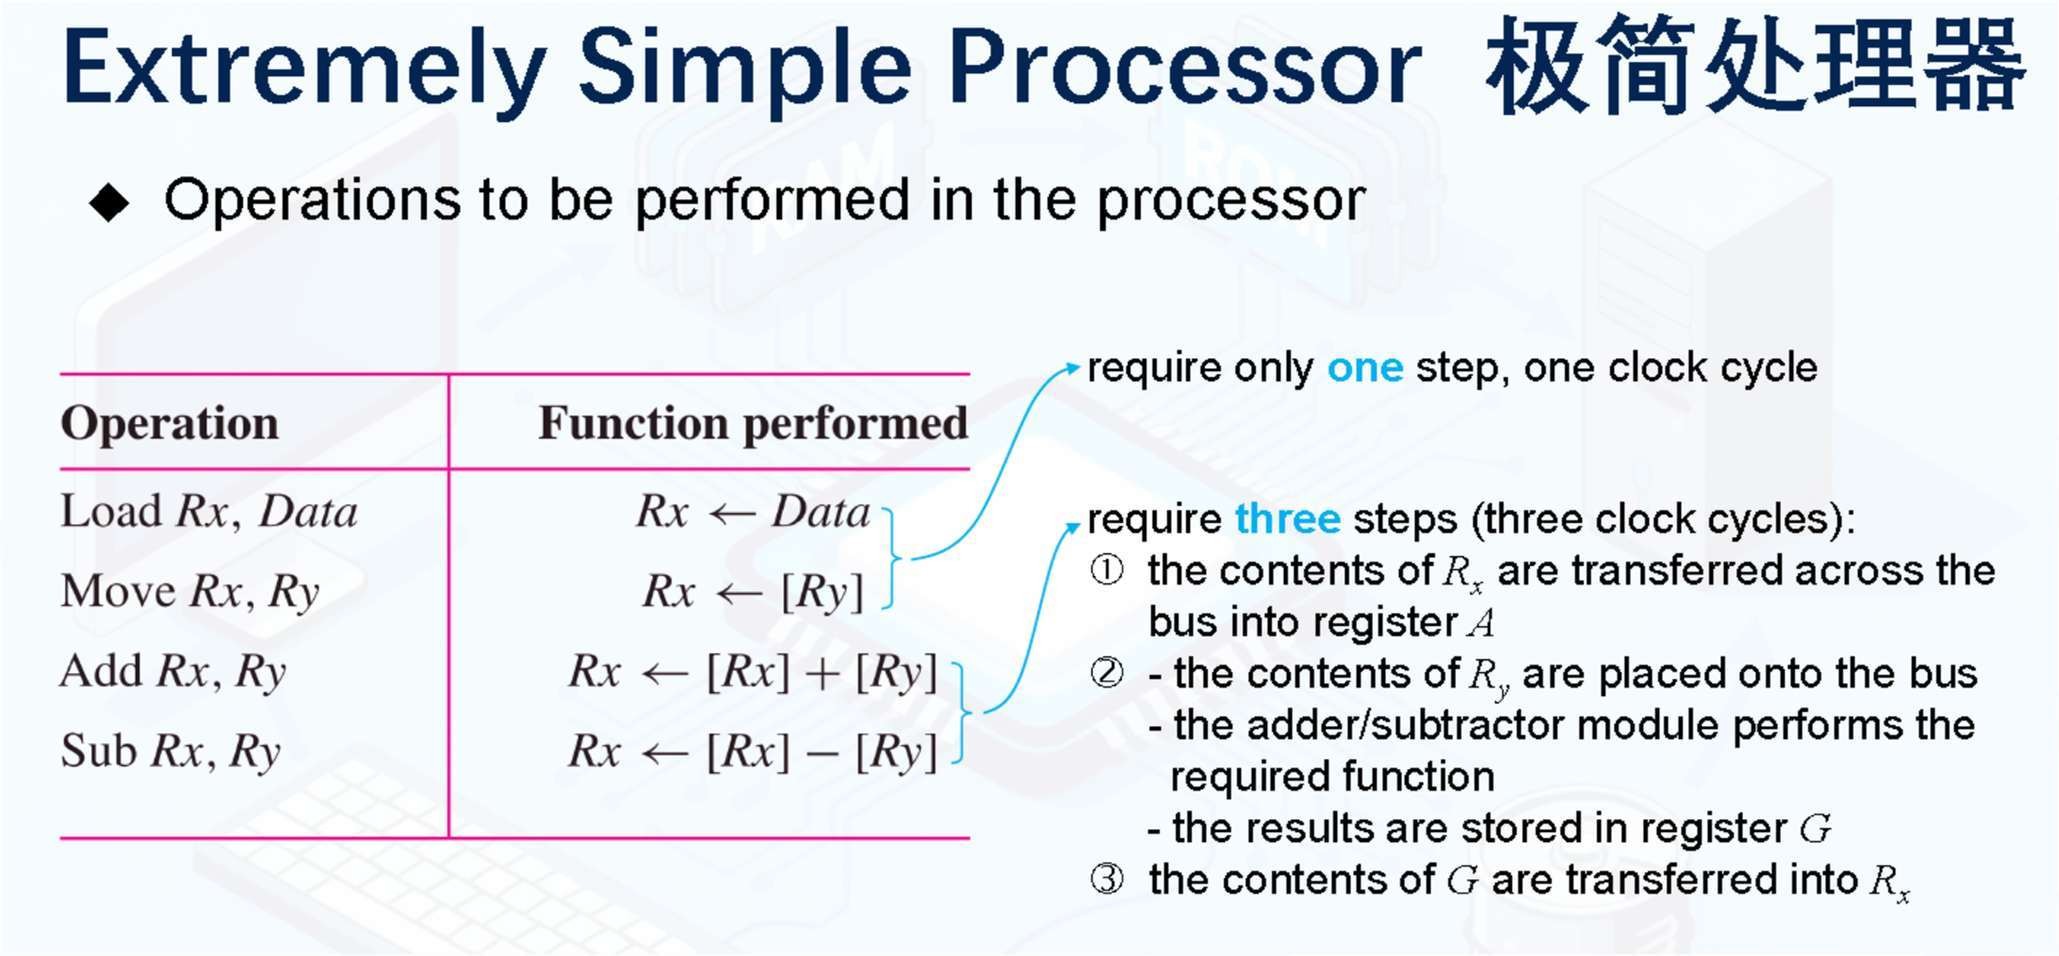 Extremely Simple Processor 极简处理器
◆ Operations to be performed in the processor
RAM
ROM
Operation Function performed
Load Rx, Data Rx ← Data
Move Rx, Ry Rx ← [Ry]
Add Rx, Ry Rx ← [Rx] + [Ry]
Sub Rx, Ry Rx ← [Rx] − [Ry]
require only one step, one clock cycle
require three steps (three clock cycles):
① the contents of Rx are transferred across the
bus into register A
② - the contents of Ry are placed onto the bus
- the adder/subtractor module performs the
required function
- the results are stored in register G
③ the contents of G are transferred into Rx